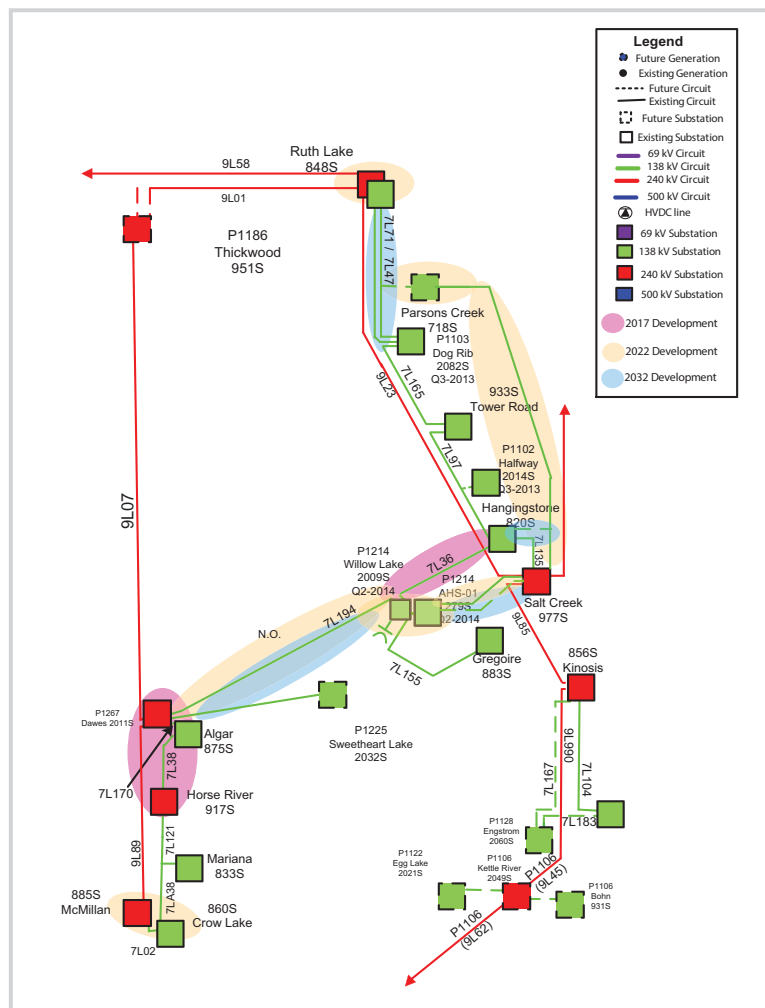 Legend
Future Generation
Existing Generation
Future Circuit
Existing Circuit
Future Substation
Existing Substation
69 kV Circuit
138 kV Circuit
240 kV Circuit
500 kV Circuit
HVDC line
69 kV Substation
138 kV Substation
240 kV Substation
500 kV Substation
2017 Development
2022 Development
2032 Development
Ruth Lake
848S
9L58
9L01
P1186
Thickwood
951S
7L71 /
7L47
Parsons Creek
718S
P1103
Dog Rib
2082S
Q3-2013
9L23
7L165
933S
Tower Road
7L97
P1102
Halfway
2014S
Q3-2013
9L07
Hangingstone
820S
7L135
P1214
Willow Lake
2009S
Q2-2014
7L36
P1214
AHS-01
279S
Q2-2014
Salt Creek
977S
N.O.
7L194
9L85
Gregoire
883S
7L155
856S
Kinosis
P1267
Dawes 2011S
Algar
875S
P1225
Sweetheart Lake
2032S
7L170
7L38
Horse River
917S
9L990
7L167
7L104
7L183
P1128
Engstrom
2060S
9L89
7L121
Mariana
833S
P1122
Egg Lake
2021S
P1106
Kettle River
2049S
P1106
(9L45)
P1106
Bohn
931S
7LA38
885S
McMillan
860S
Crow Lake
7L02
P1106
(9L62)